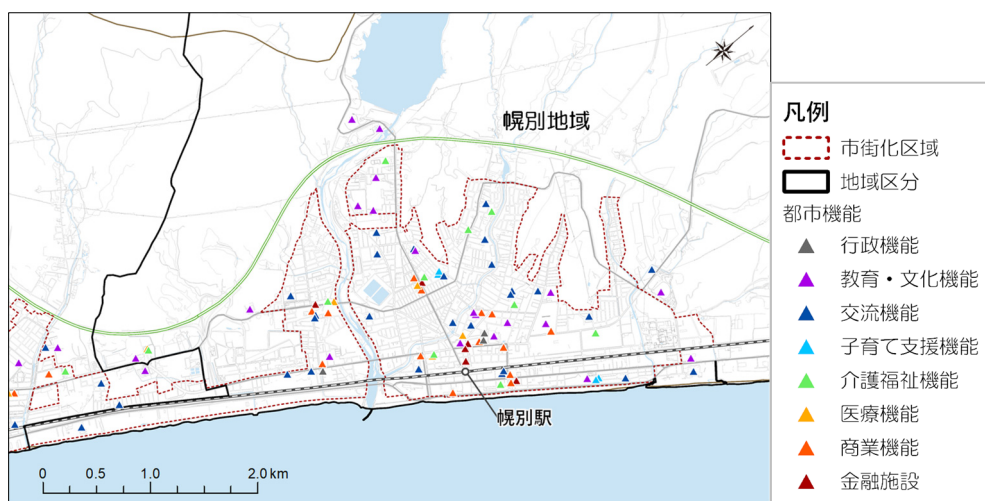 幌別地域
幌別駅
0 0.5 1.0 2.0 km
凡例
市街化区域
地域区分
都市機能
行政機能
教育・文化機能
交流機能
子育て支援機能
介護福祉機能
医療機能
商業機能
金融施設